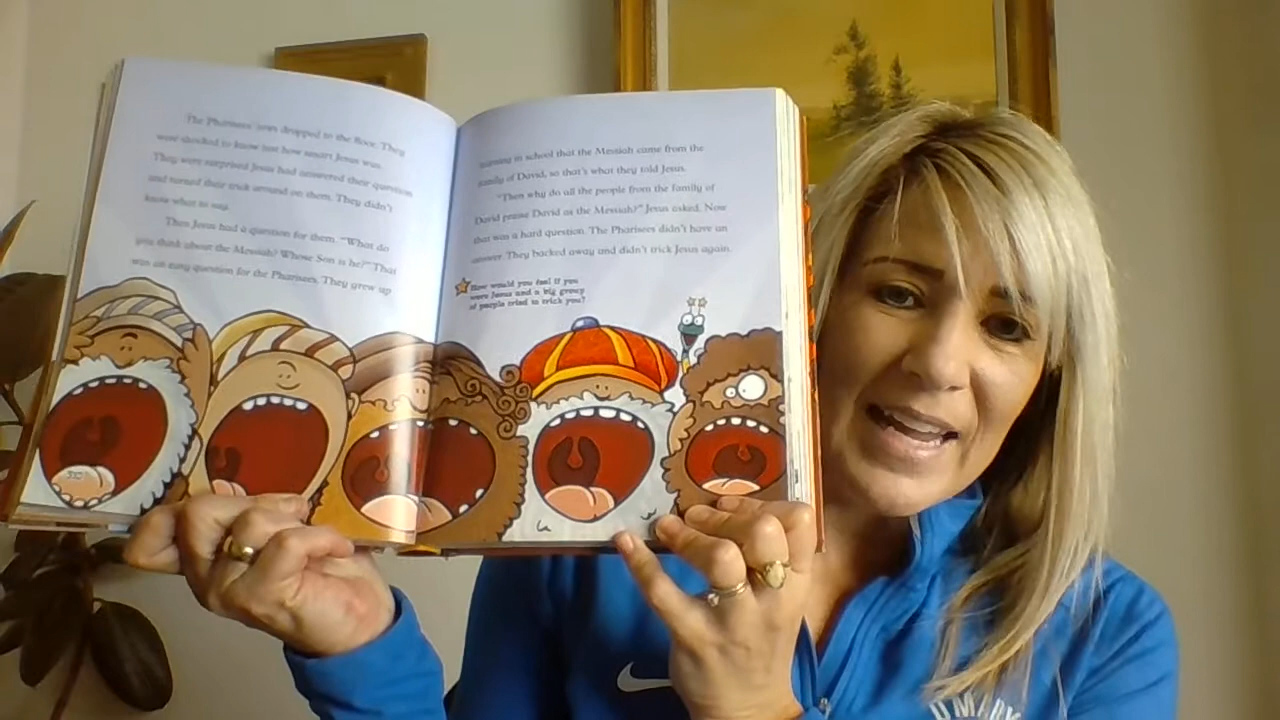 The Pharisees' jaws dropped to the floor. They
were shocked to know just how smart Jesus was.
They were surprised Jesus had answered their question
and turned their trick around on them. They didn't
know what to say.
Then Jesus had a question for them. "What do
you think about the Messiah? Whose Son is he?" That
was an easy question for the Pharisees. They grew up
learning in school that the Messiah came from the
family of David, so that's what they told Jesus.
"Then why do all the people from the family of
David praise David as the Messiah?" Jesus asked. Now
that was a hard question. The Pharisees didn't have an
answer. They backed away and didn't trick Jesus again.
How would you feel if you
were Jesus and a big group
of people tried to trick you?
U MARY